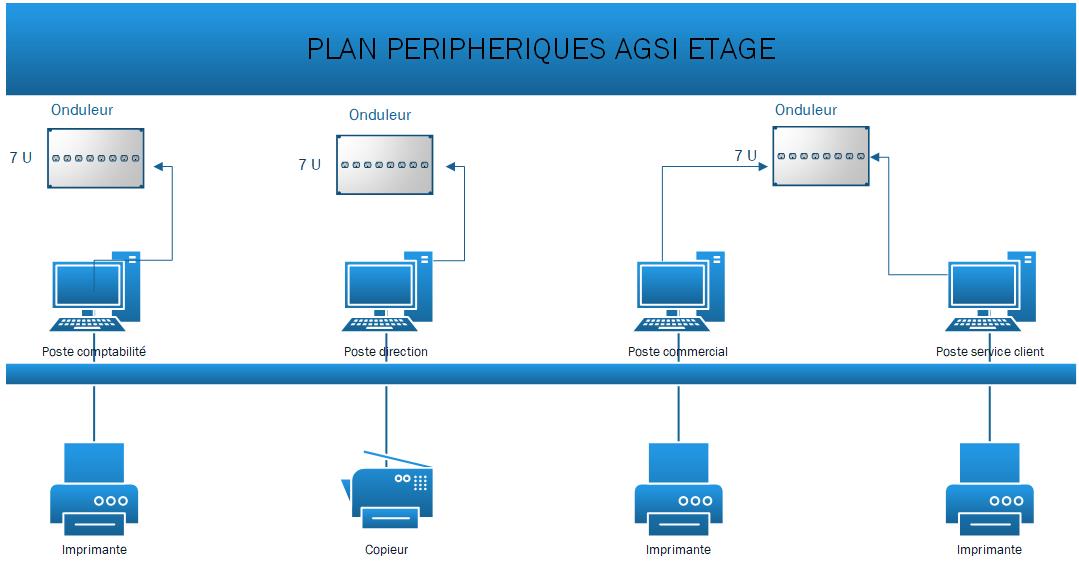 PLAN PERIPHERIQUES AGSI ETAGE
Onduleur
Onduleur
Onduleur
7 U
7 U
7 U
Poste comptabilité
Poste direction
Poste commercial
Poste service client
Imprimante
Copieur
Imprimante
Imprimante